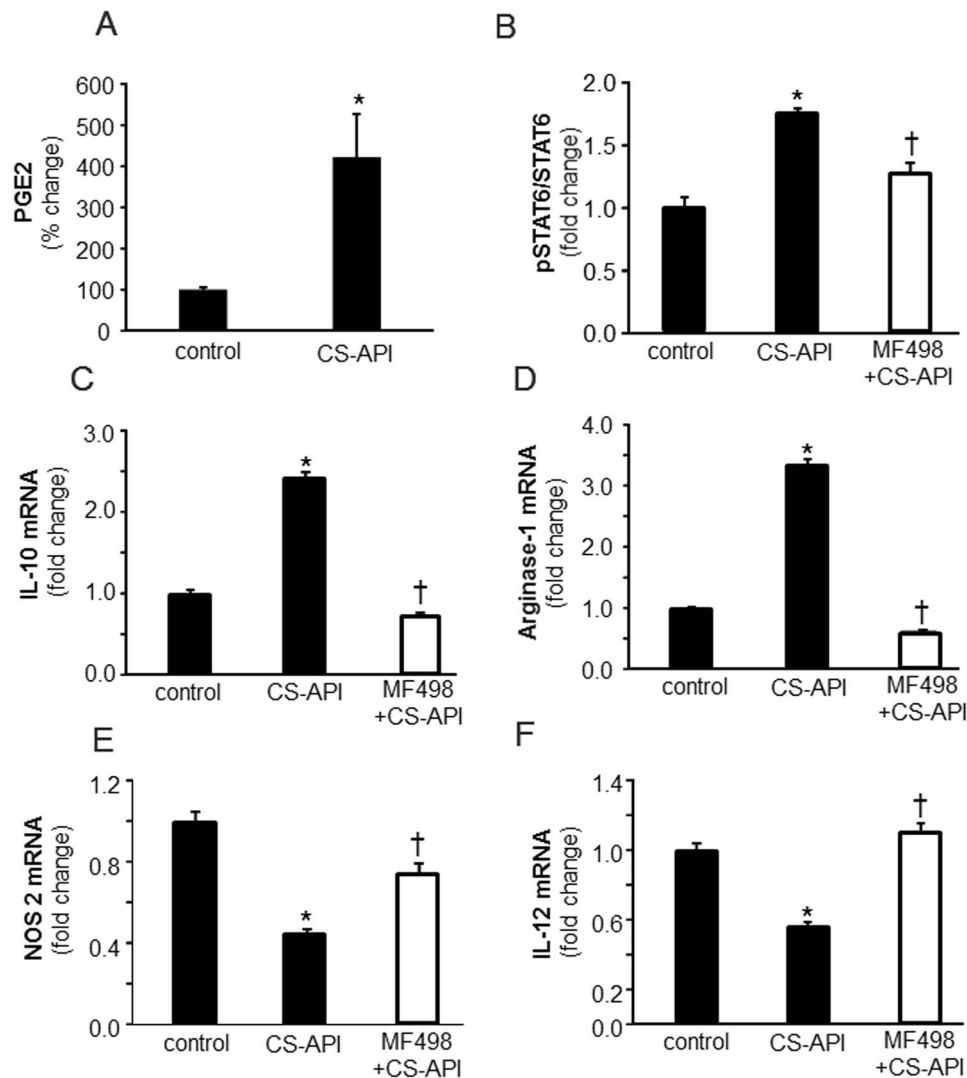 A
PGE2
(% change)
600
500
400
300
200
100
0
*
control
CS-API
B
pSTAT6/STAT6
(fold change)
2.0
1.5
1.0
0.5
0.0
*
†
control
CS-API
MF498
+CS-API
C
IL-10 mRNA
(fold change)
3.0
2.0
1.0
0.0
*
†
control
CS-API
MF498
+CS-API
D
Arginase-1 mRNA
(fold change)
4.0
3.0
2.0
1.0
0.0
*
†
control
CS-API
MF498
+CS-API
E
NOS 2 mRNA
(fold change)
1.2
0.8
0.4
0.0
*
†
control
CS-API
MF498
+CS-API
F
IL-12 mRNA
(fold change)
1.4
1.0
0.6
0.2
0.0
*
†
control
CS-API
MF498
+CS-API